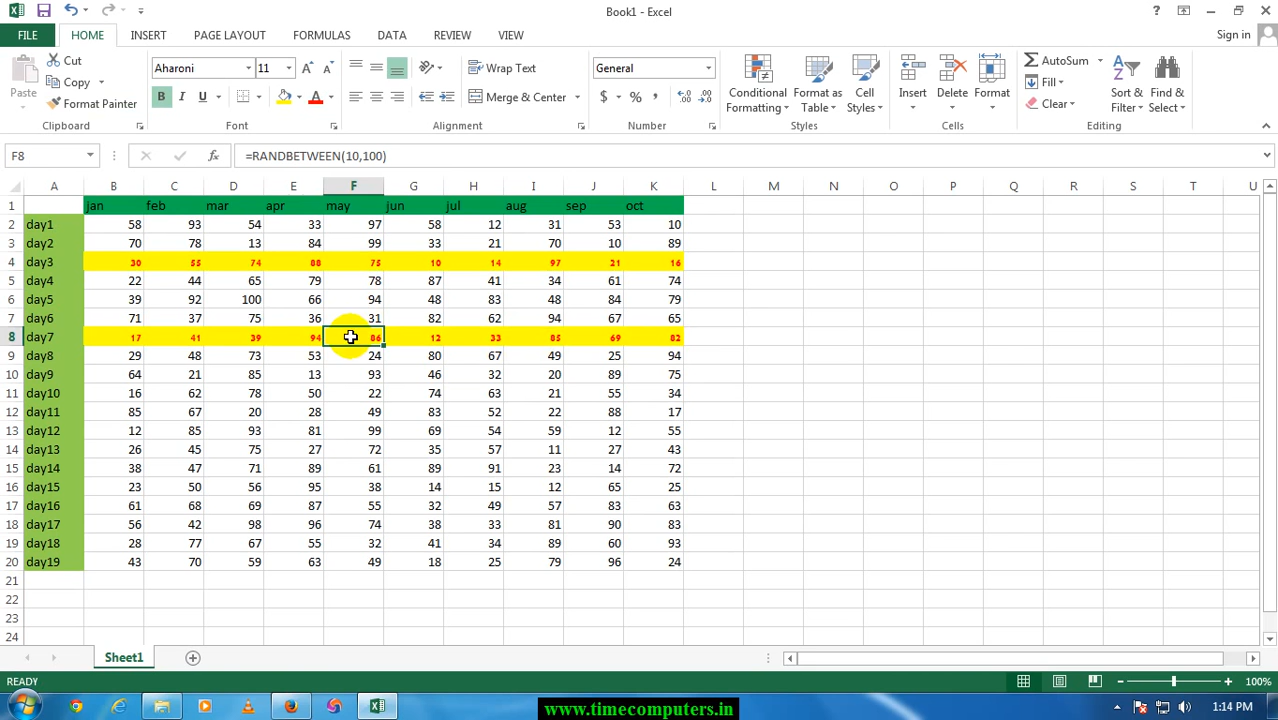 Book1 - Excel
?
FILE HOME INSERT PAGE LAYOUT FORMULAS DATA REVIEW VIEW Sign in
Paste Cut Copy Format Painter
Aharoni 11 B I U A A A
Wrap Text Merge & Center
General $ % ,
Conditional Formatting Format as Table Cell Styles
Insert Delete Format
AutoSum Fill Clear Sort & Filter Find & Select
Clipboard Font Alignment Number Styles Cells Editing
F8 fx =RANDBETWEEN(10,100)
A B C D E F G H I J K L M N O P Q R S T U
1 jan feb mar apr may jun jul aug sep oct
2 day1 58 93 54 33 97 58 12 31 53 10
3 day2 70 78 13 84 99 33 21 70 10 89
4 day3 30 55 74 88 75 10 14 97 21 16
5 day4 22 44 65 79 78 87 41 34 61 74
6 day5 39 92 100 66 94 48 83 48 84 79
7 day6 71 37 75 36 31 82 62 94 67 65
8 day7 17 41 39 94 86 12 33 85 69 82
9 day8 29 48 73 53 24 80 67 49 25 94
10 day9 64 21 85 13 93 46 32 20 89 75
11 day10 16 62 78 50 22 74 63 21 55 34
12 day11 85 67 20 28 49 83 52 22 88 17
13 day12 12 85 93 81 99 69 54 59 12 55
14 day13 26 45 75 27 72 35 57 11 27 43
15 day14 38 47 71 89 61 89 91 23 14 72
16 day15 23 50 56 95 38 14 15 12 65 25
17 day16 61 68 69 87 55 32 49 57 83 63
18 day17 56 42 98 96 74 38 33 81 90 83
19 day18 28 77 67 55 32 41 34 89 60 93
20 day19 43 70 59 63 49 18 25 79 96 24
21
22
23
24
Sheet1
READY 100%
www.timecomputers.in 1:14 PM